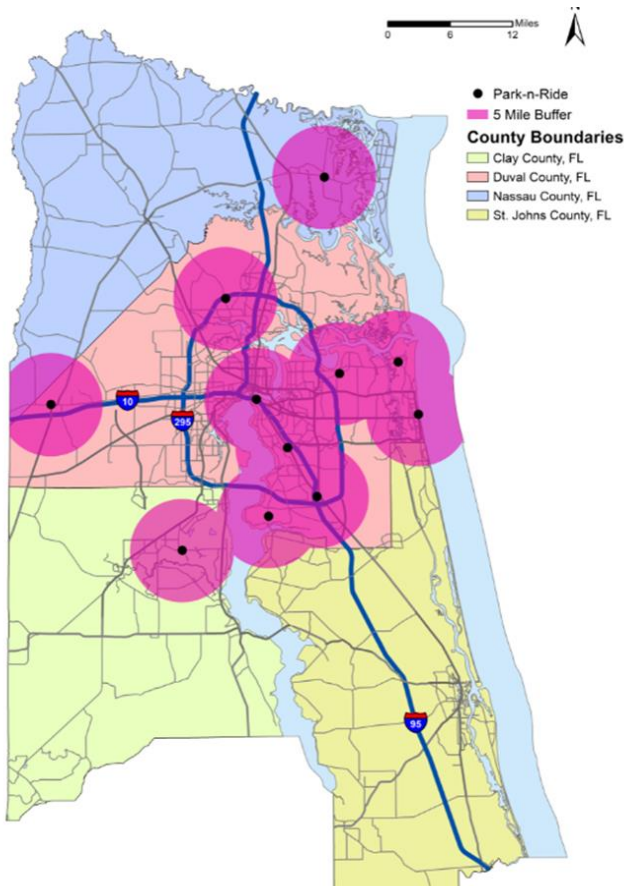 Miles
0 6 12
Park-n-Ride
5 Mile Buffer
County Boundaries
Clay County, FL
Duval County, FL
Nassau County, FL
St. Johns County, FL
10
295
95